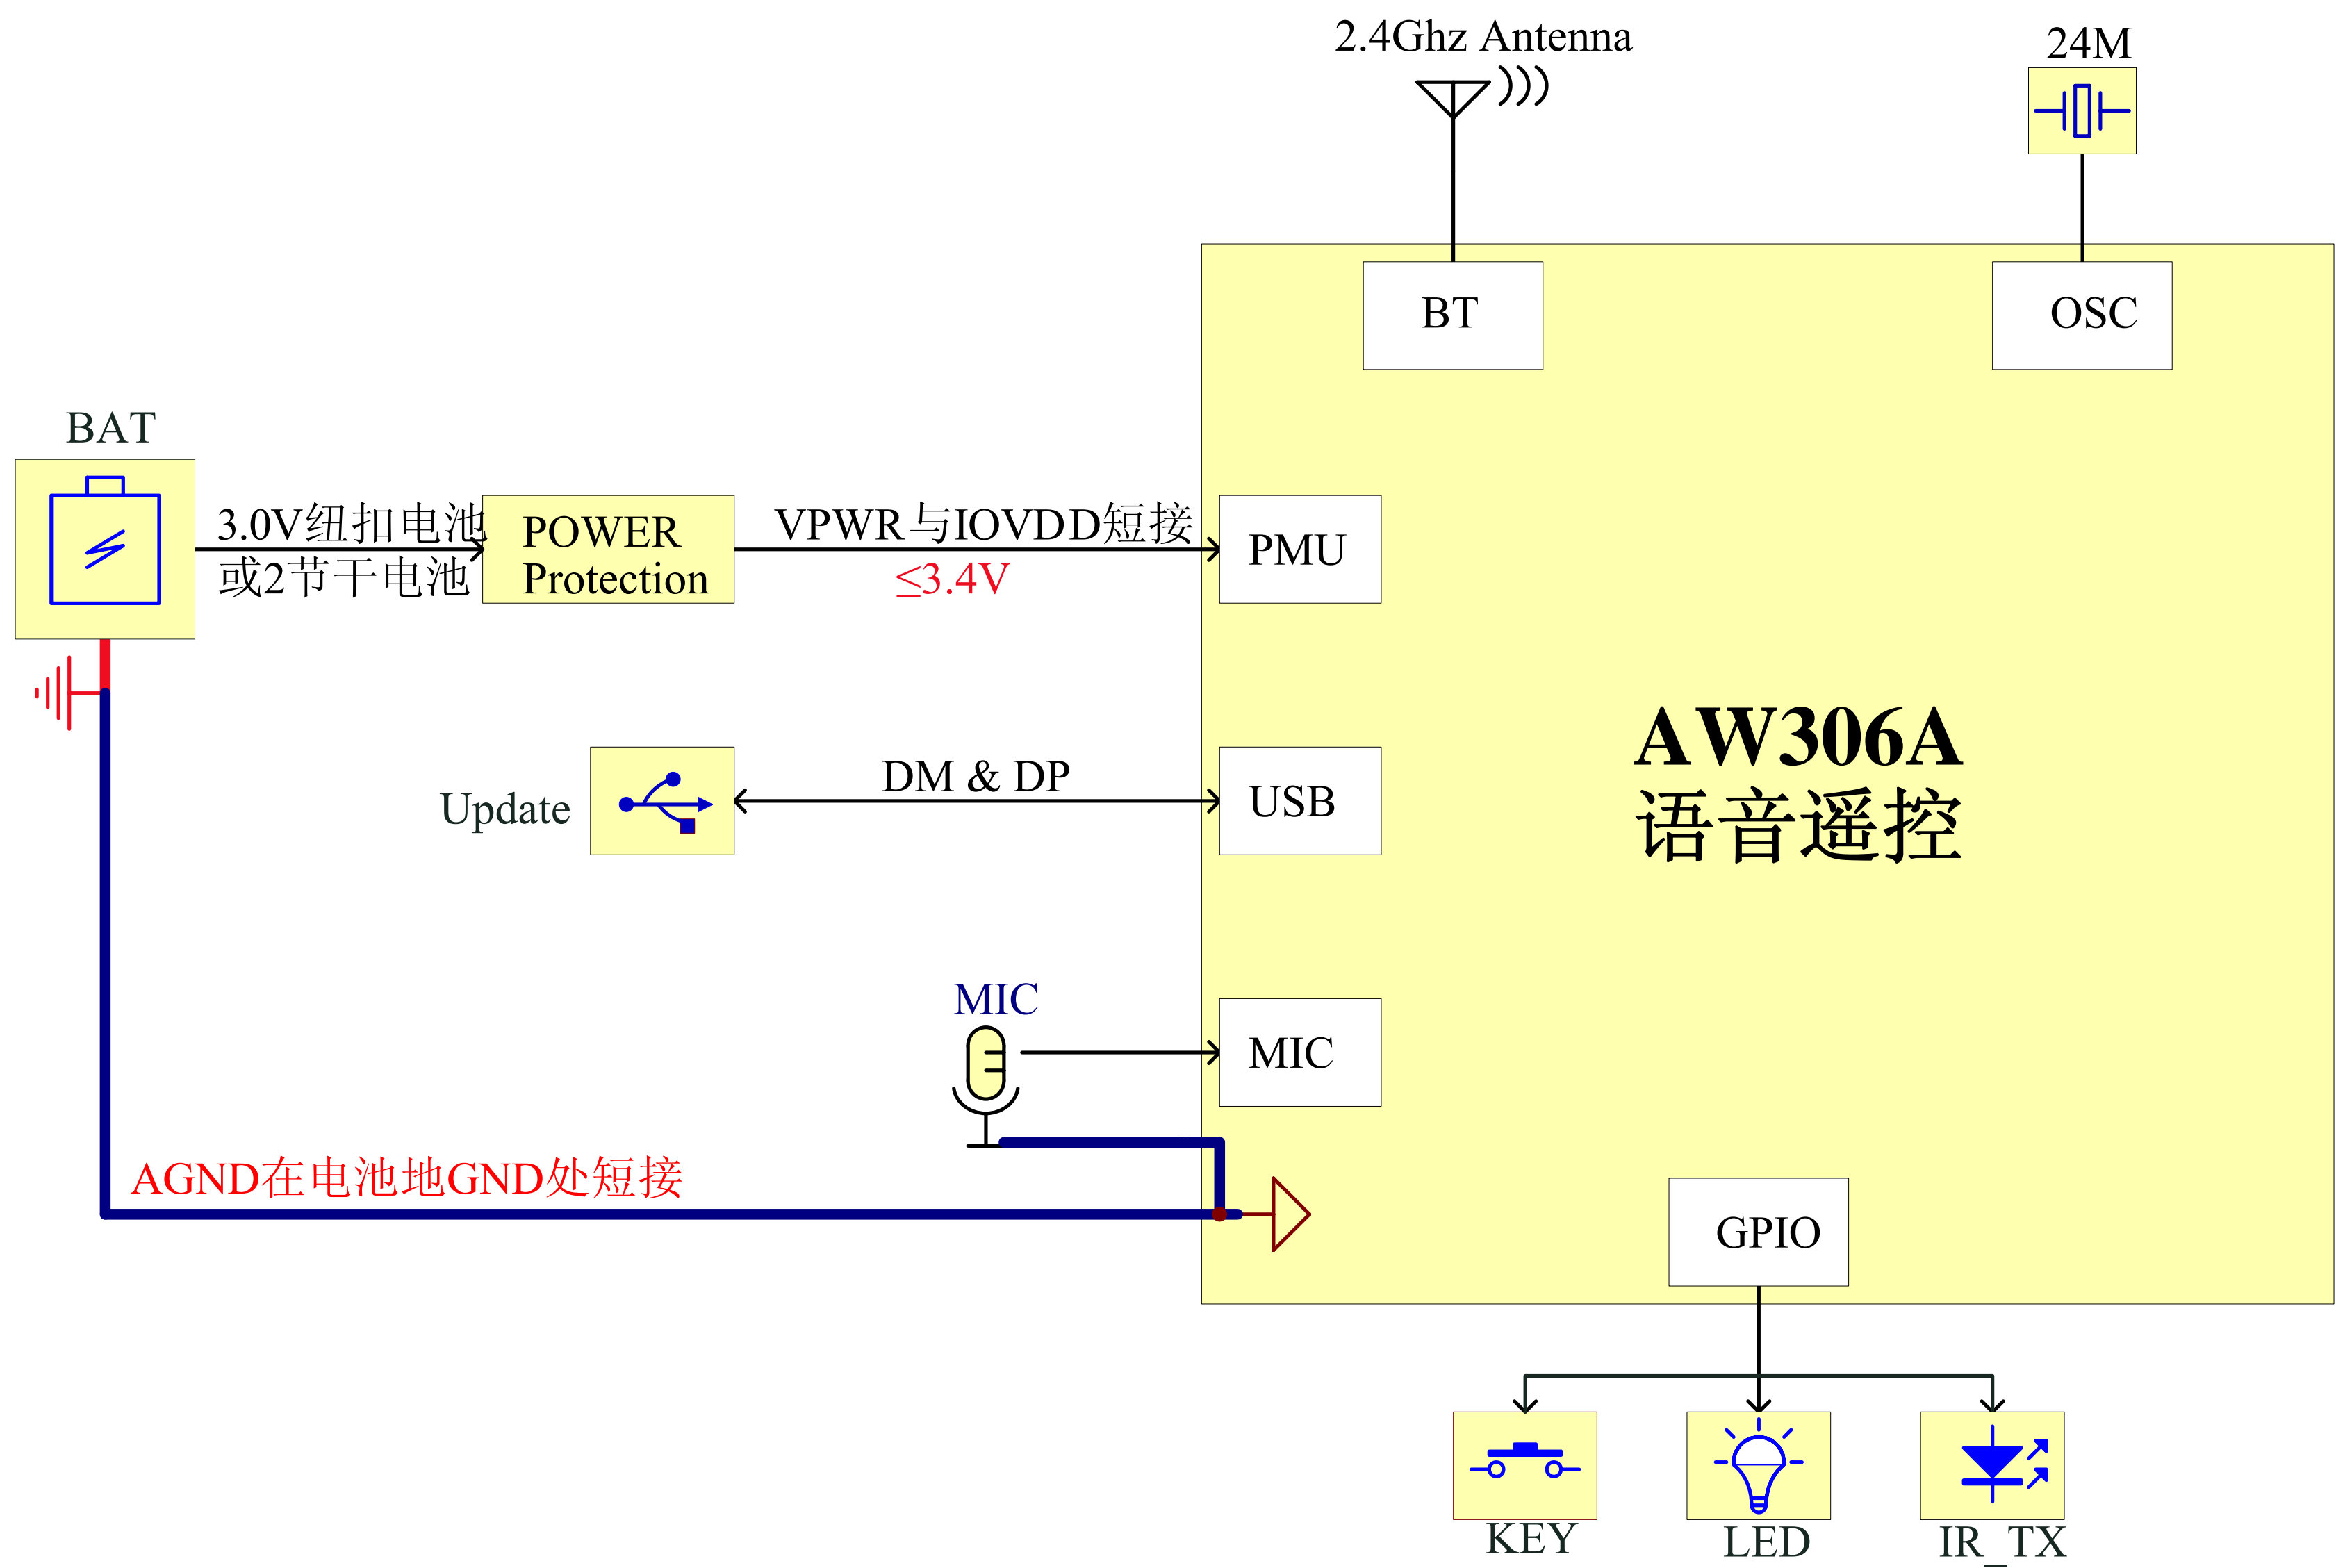 2.4Ghz Antenna
24M
BT
OSC
BAT
3.0V纽扣电池
或2节干电池
POWER
Protection
VPWR与IOVDD短接
≤3.4V
PMU
AW306A
语音遥控
Update
DM & DP
USB
MIC
MIC
AGND在电池地GND处短接
GPIO
KEY
LED
IR_TX